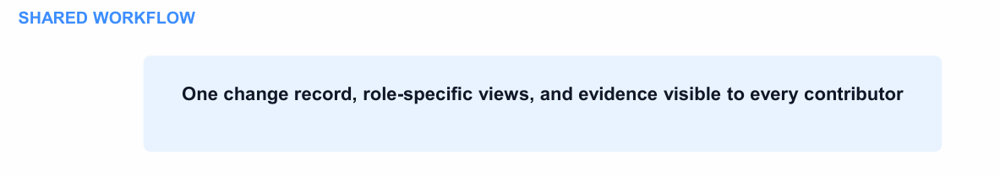 SHARED WORKFLOW
One change record, role-specific views, and evidence visible to every contributor